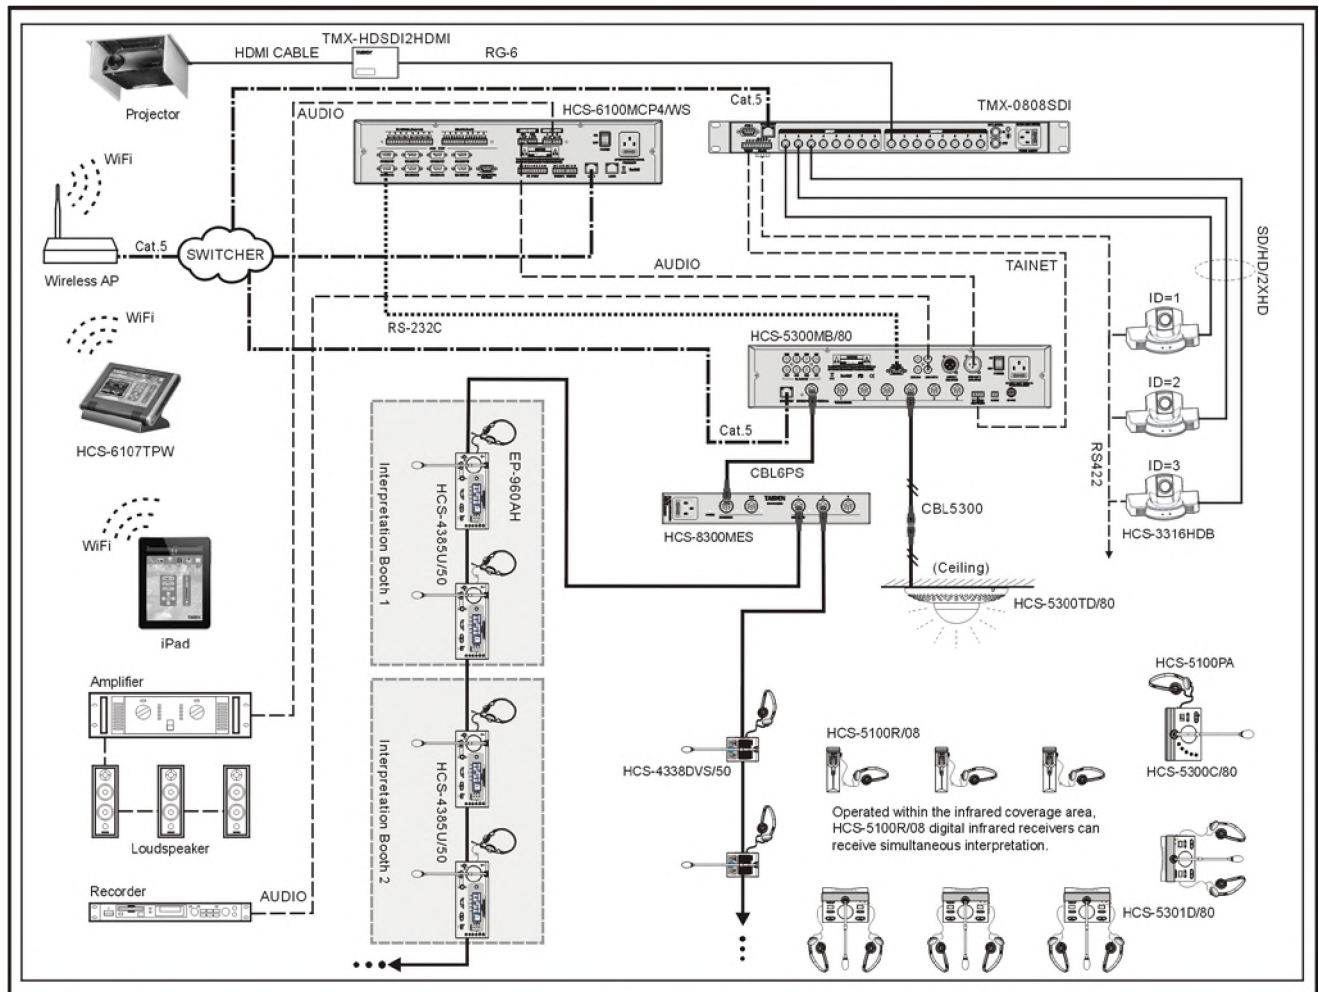 TMX-HDSDI2HDMI
HDMI CABLE
RG-6
Projector
AUDIO
HCS-6100MCP4/WS
Cat.5
TMX-0808SDI
WiFi
Cat.5
SWITCHER
Wireless AP
AUDIO
TAINET
SD/HD/2XHD
WiFi
RS-232C
HCS-5300MB/80
ID=1
HCS-6107TPW
Cat.5
ID=2
CBL6PS
RS422
ID=3
Interpretation Booth 1
HCS-4385U/50
EP-960AH
TAIDEN
CBL5300
HCS-8300MES
HCS-3316HDB
WiFi
(Ceiling)
HCS-5300TD/80
iPad
Amplifier
HCS-5100PA
Interpretation Booth 2
HCS-4385U/50
HCS-4338DVS/50
HCS-5100R/08
HCS-5300C/80
Operated within the infrared coverage area,
HCS-5100R/08 digital infrared receivers can
receive simultaneous interpretation.
Loudspeaker
Recorder
AUDIO
HCS-5301D/80